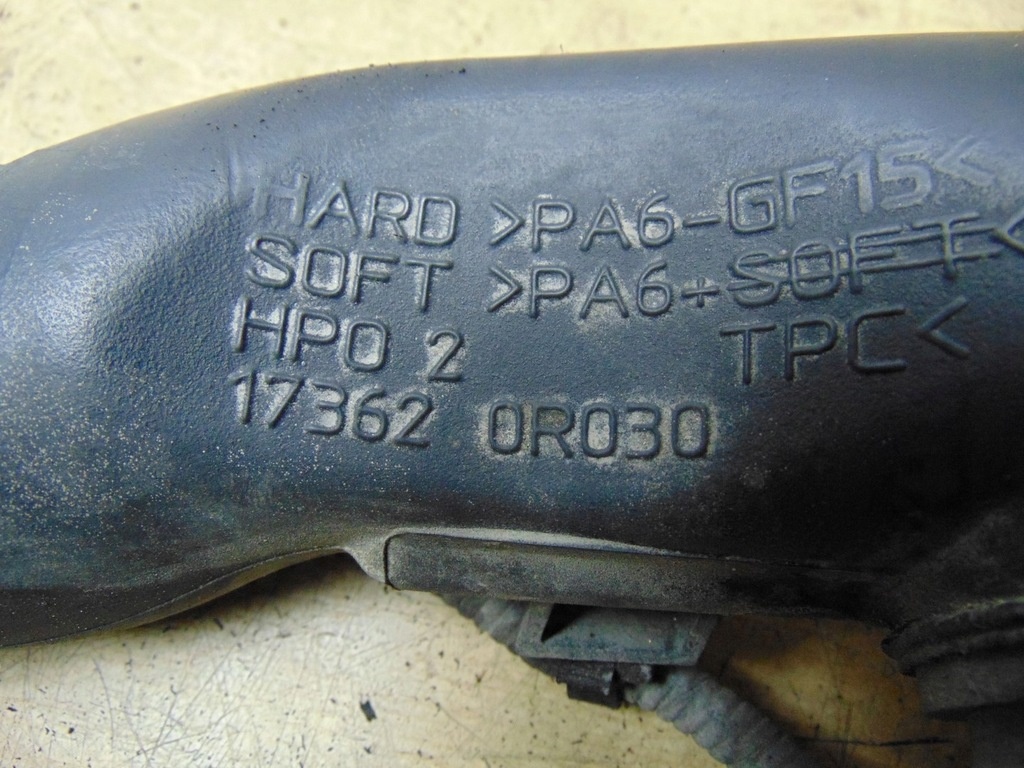 HARD >PA6-GF15<
SOFT >PA6+SOFT<
TPC<
HPO 2
17362 0R030